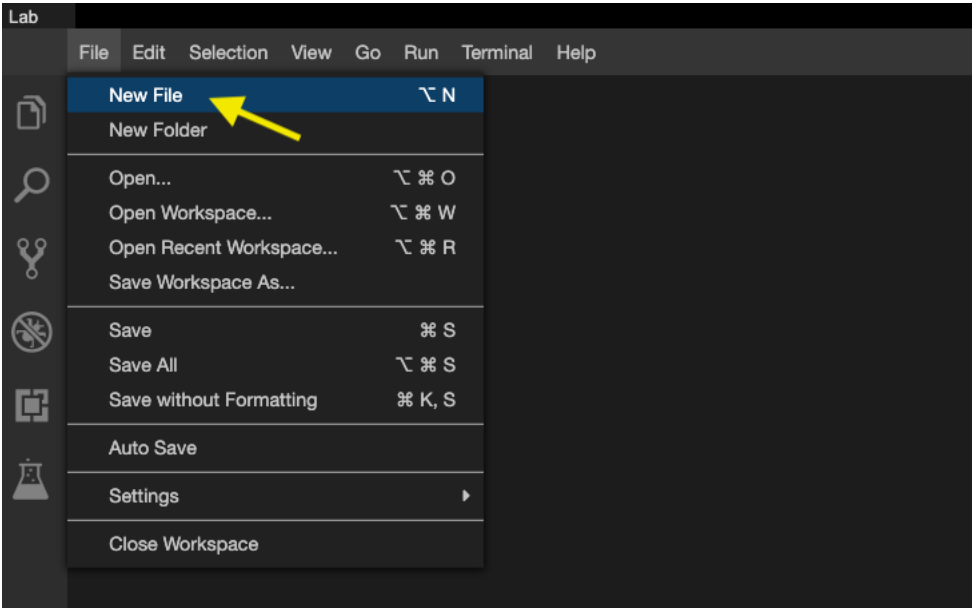 Lab
File Edit Selection View Go Run Terminal Help
New File ⌥ N
New Folder
Open... ⌥ ⌘ O
Open Workspace... ⌥ ⌘ W
Open Recent Workspace... ⌥ ⌘ R
Save Workspace As...
Save ⌘ S
Save All ⌥ ⌘ S
Save without Formatting ⌘ K, S
Auto Save
Settings
Close Workspace